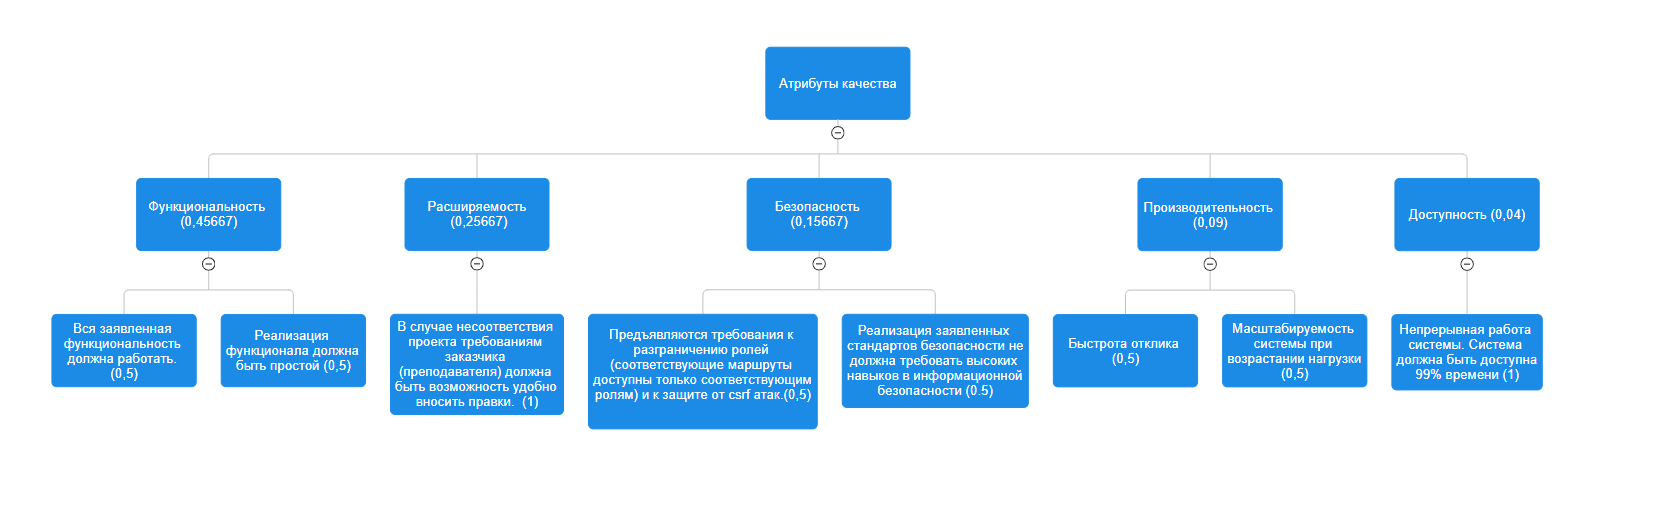 Атрибуты качества
Функциональность
(0,45667)
Расширяемость
(0,25667)
Безопасность
(0,15667)
Производительность
(0,09)
Доступность (0,04)
Вся заявленная
функциональность
должна работать.
(0,5)
Реализация
функционала должна
быть простой (0,5)
В случае несоответствия
проекта требованиям
заказчика
(преподавателя) должна
быть возможность удобно
вносить правки. (1)
Предъявляются требования к
разграничению ролей
(соответствующие маршруты
доступны только соответствующим
ролям) и к защите от csrf атак.(0,5)
Реализация заявленных
стандартов безопасности не
должна требовать высоких
навыков в информационной
безопасности (0.5)
Быстрота отклика
(0,5)
Масштабируемость
системы при
возрастании нагрузки
(0,5)
Непрерывная работа
системы. Система
должна быть доступна
99% времени (1)